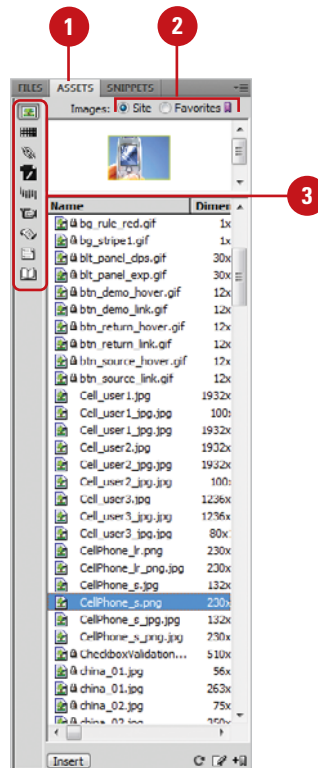 1
2
FILES ASSETS SNIPPETS
Images: Site Favorites
3
Name Dimer
bg_rule_red.gif 1x
bg_stripe1.gif 1x
blt_panel_dps.gif 30x
blt_panel_exp.gif 30x
btn_demo_hover.gif 12x
btn_demo_link.gif 12x
btn_return_hover.gif 12x
btn_return_link.gif 12x
btn_source_hover.gif 12x
btn_source_link.gif 12x
Cell_user1.jpg 1932x
Cell_user1_jpg.jpg 100:
Cell_user1_jpg.jpg 1932x
Cell_user2.jpg 1932x
Cell_user2_jpg.jpg 1932x
Cell_user2_jpg.jpg 100:
Cell_user3.jpg 1236x
Cell_user3_jpg.jpg 1236x
Cell_user3_jpg.jpg 80x
CellPhone_lr.png 230x
CellPhone_lr_png.jpg 230x
CellPhone_s.jpg 132x
CellPhone_s.png 230x
CellPhone_s_jpg.jpg 132x
CellPhone_s_png.jpg 230x
CheckboxValidation... 510x
china_01.jpg 56x
china_01.jpg 263x
china_02.jpg 75x
china_02.jpg 250x
Insert